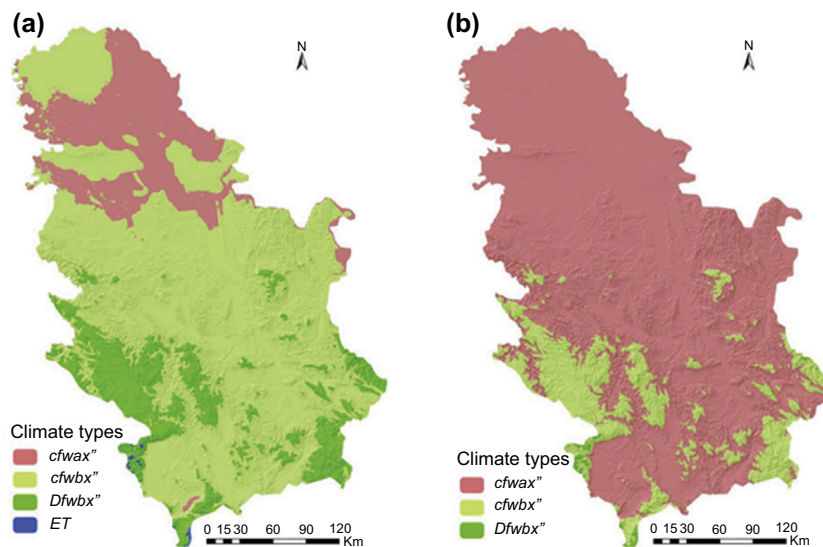 (a)
N
Climate types
cfwax”
cfwbx”
Dfwbx”
ET
0 15 30 60 90 120
Km
(b)
N
Climate types
cfwax”
cfwbx”
Dfwbx”
0 15 30 60 90 120
Km